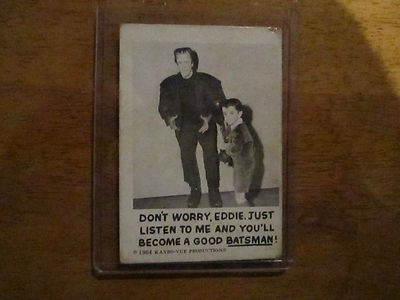 DON'T WORRY, EDDIE. JUST
LISTEN TO ME AND YOU'LL
BECOME A GOOD BATSMAN!
© 1964 KAYRO-VUE PRODUCTIONS